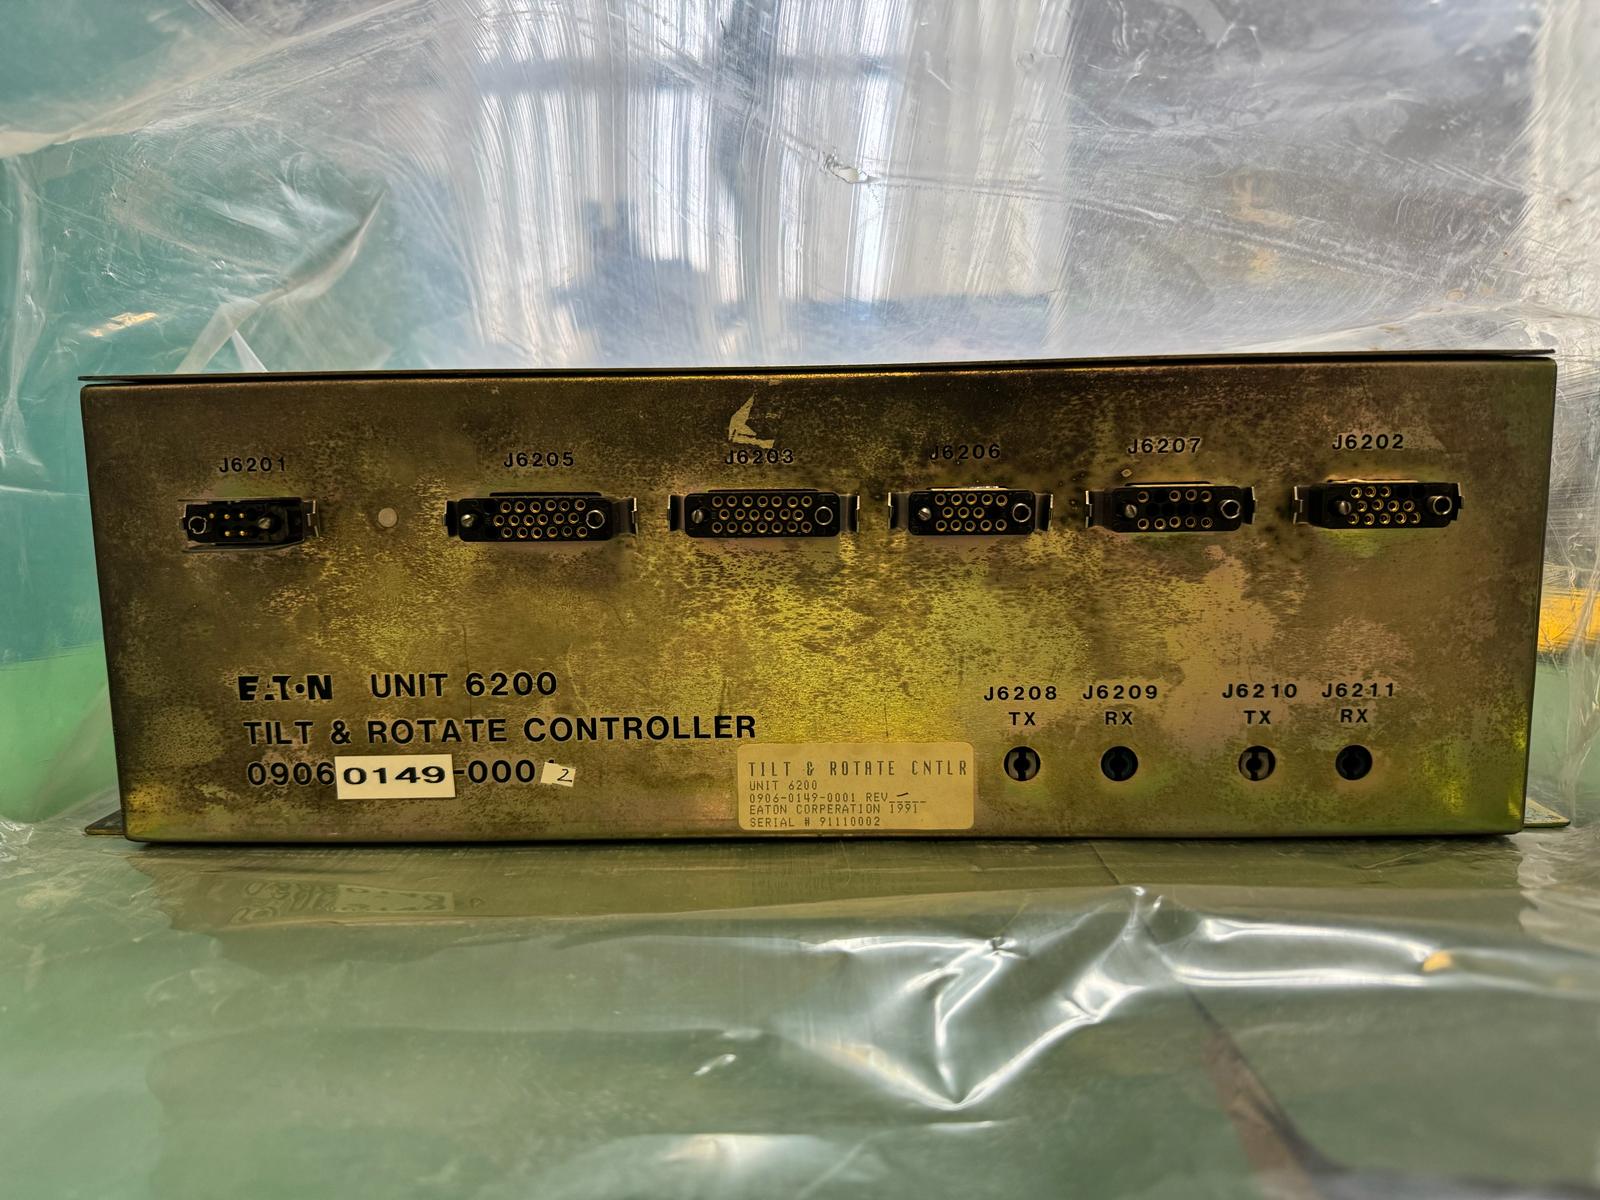 J6201
J6205
J6203
J6206
J6207
J6202
EATON UNIT 6200
TILT & ROTATE CONTROLLER
0906 0149-000 2
J6208 J6209 J6210 J6211
TX RX TX RX
TILT & ROTATE CNTLR
UNIT 6200
0906-0149-0001 REV -
EATON CORPERATION 1991
SERIAL # 91110002